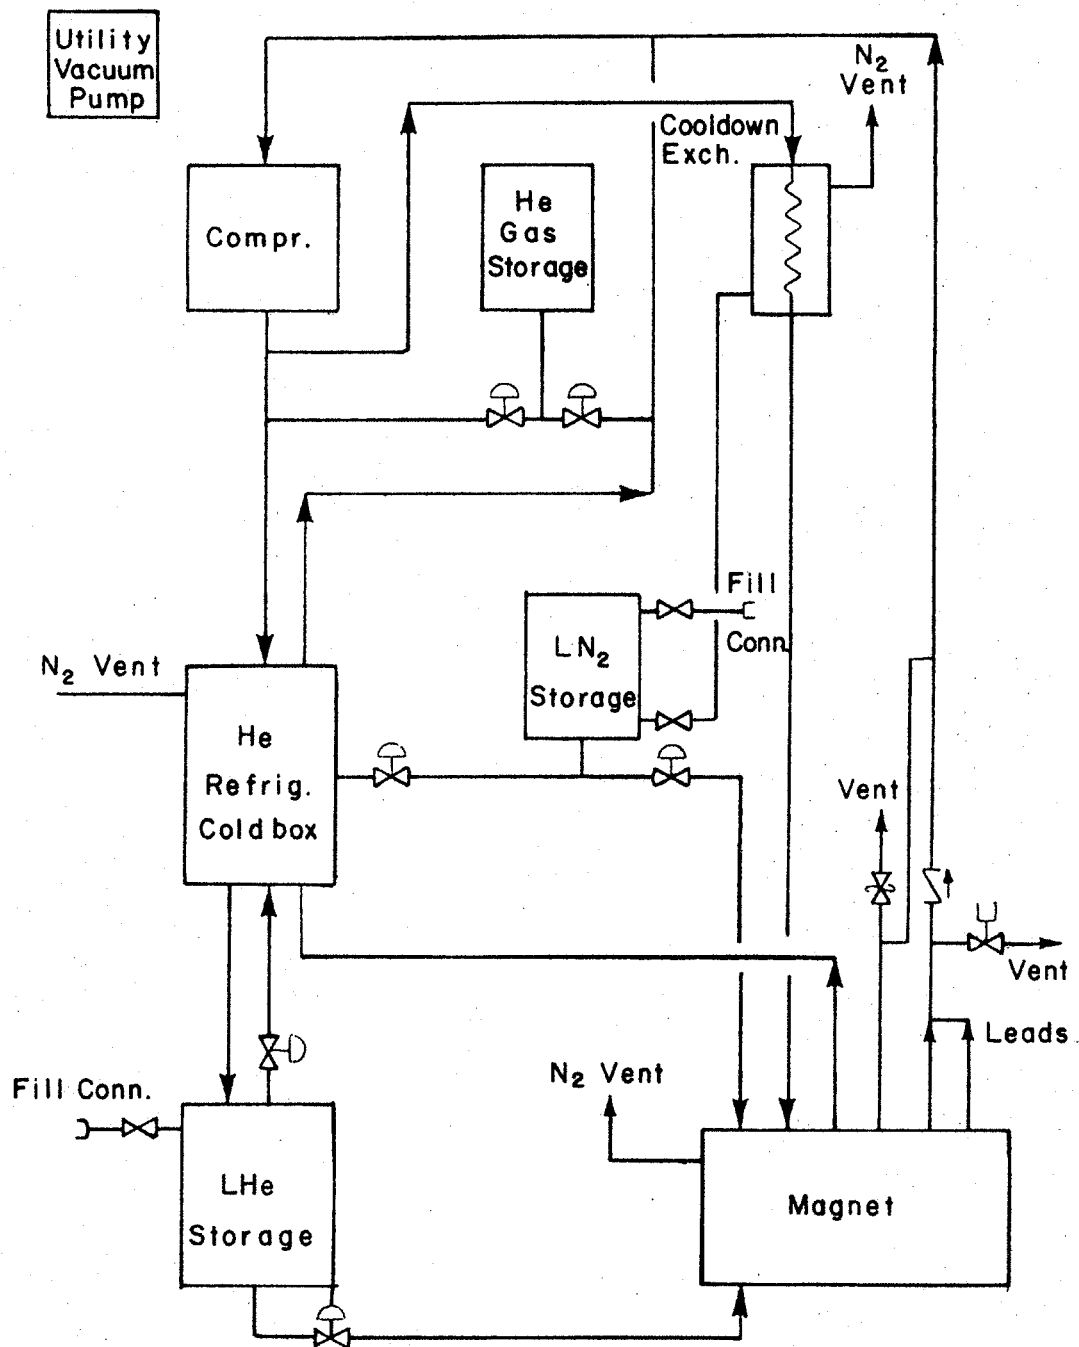 Utility
Vacuum
Pump
N₂
Vent
Cooldown
Exch.
Compr.
He
Gas
Storage
Fill
Conn.
LN₂
Storage
N₂ Vent
He
Refrig.
Cold box
Vent
Vent
Leads
N₂ Vent
Fill Conn.
LHe
Storage
Magnet